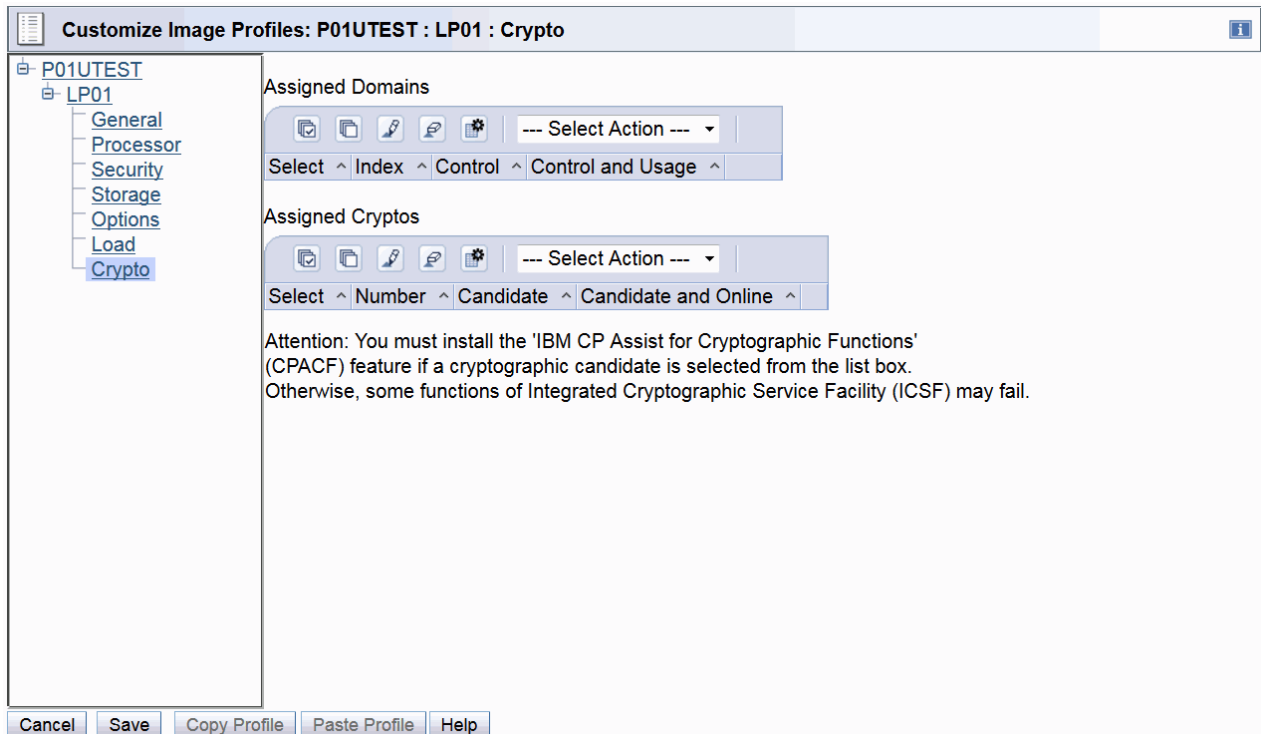 Customize Image Profiles: P01UTEST : LP01 : Crypto
i
P01UTEST
LP01
General
Processor
Security
Storage
Options
Load
Crypto
Assigned Domains
--- Select Action ---
Select ^ Index ^ Control ^ Control and Usage ^
Assigned Cryptos
--- Select Action ---
Select ^ Number ^ Candidate ^ Candidate and Online ^
Attention: You must install the 'IBM CP Assist for Cryptographic Functions'
(CPACF) feature if a cryptographic candidate is selected from the list box.
Otherwise, some functions of Integrated Cryptographic Service Facility (ICSF) may fail.
Cancel Save Copy Profile Paste Profile Help